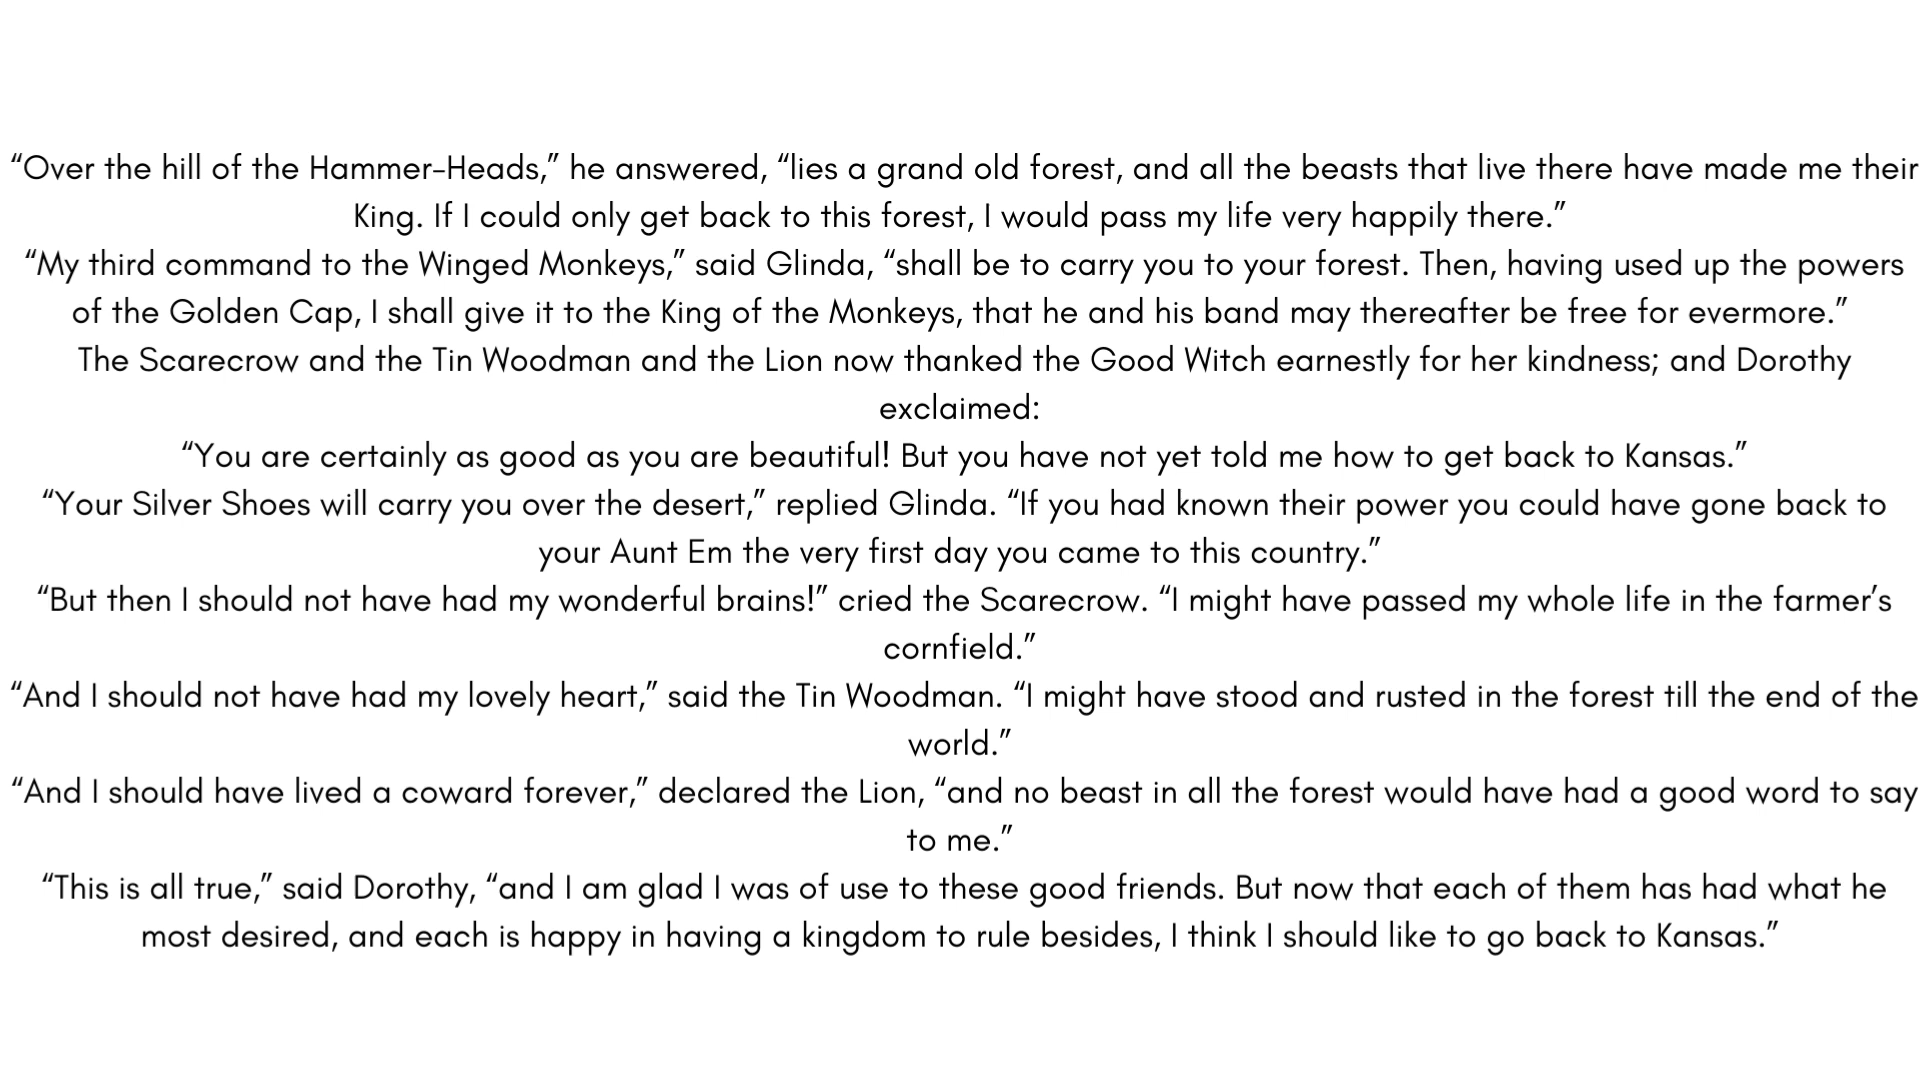 “Over the hill of the Hammer-Heads,” he answered, “lies a grand old forest, and all the beasts that live there have made me their
King. If I could only get back to this forest, I would pass my life very happily there.”
“My third command to the Winged Monkeys,” said Glinda, “shall be to carry you to your forest. Then, having used up the powers
of the Golden Cap, I shall give it to the King of the Monkeys, that he and his band may thereafter be free for evermore.”
The Scarecrow and the Tin Woodman and the Lion now thanked the Good Witch earnestly for her kindness; and Dorothy
exclaimed:
“You are certainly as good as you are beautiful! But you have not yet told me how to get back to Kansas.”
“Your Silver Shoes will carry you over the desert,” replied Glinda. “If you had known their power you could have gone back to
your Aunt Em the very first day you came to this country.”
“But then I should not have had my wonderful brains!” cried the Scarecrow. “I might have passed my whole life in the farmer’s
cornfield.”
“And I should not have had my lovely heart,” said the Tin Woodman. “I might have stood and rusted in the forest till the end of the
world.”
“And I should have lived a coward forever,” declared the Lion, “and no beast in all the forest would have had a good word to say
to me.”
“This is all true,” said Dorothy, “and I am glad I was of use to these good friends. But now that each of them has had what he
most desired, and each is happy in having a kingdom to rule besides, I think I should like to go back to Kansas.”